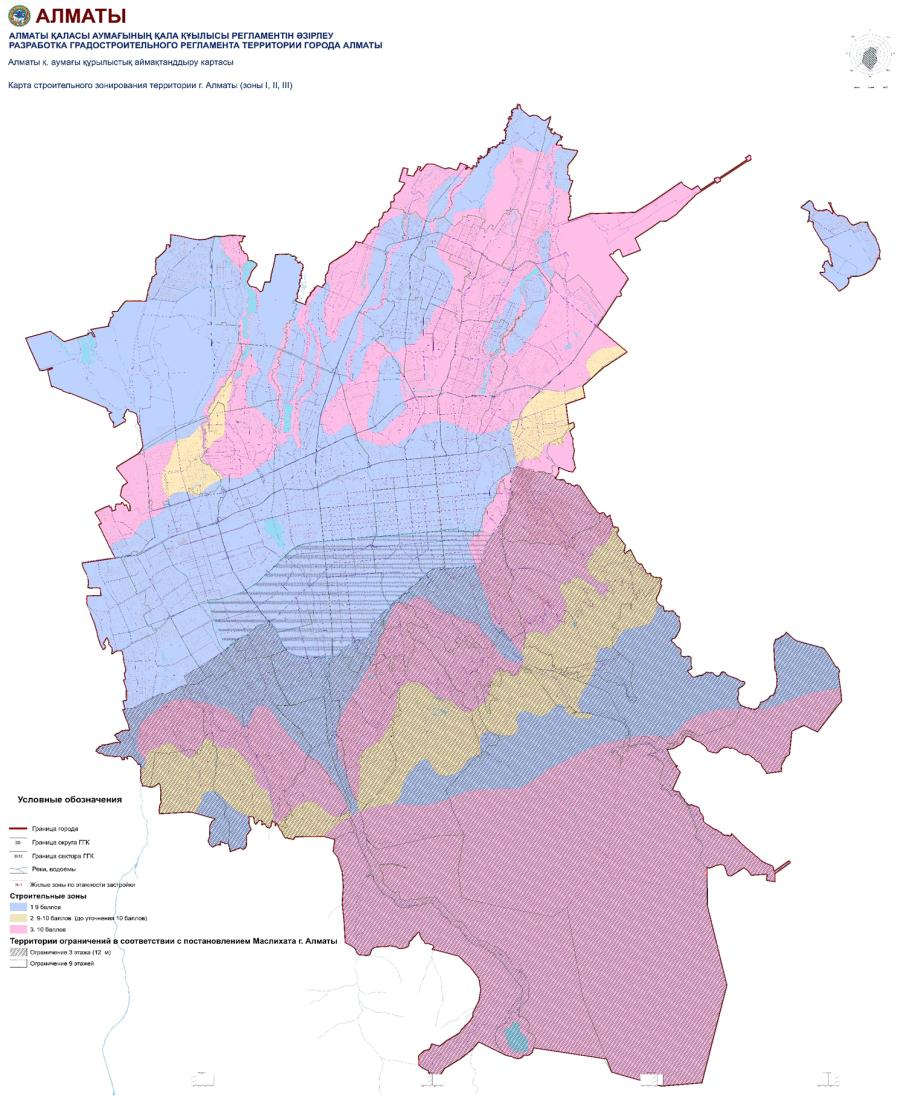 АЛМАТЫ
АЛМАТЫ ҚАЛАСЫ АУМАҒЫНЫҢ ҚАЛА ҚҰЫЛЫСЫ РЕГЛАМЕНТІН ӘЗІРЛЕУ
РАЗРАБОТКА ГРАДОСТРОИТЕЛЬНОГО РЕГЛАМЕНТА ТЕРРИТОРИИ ГОРОДА АЛМАТЫ
Алматы қ. аумағы құрылыстық аймақтанддыру картасы
Карта строительного зонирования территории г. Алматы (зоны I, II, III)
Условные обозначения
Граница города
Граница округа ГГК
Граница сектора ГГК
Реки, водоемы
Жилые зоны по этажности застройки
Строительные зоны
1 9 баллов
2. 9-10 баллов (до уточнения 10 баллов)
3. 10 баллов
Территории ограничений в соответствии с постановлением Маслихата г. Алматы
Ограничение 3 этажа (12 м)
Ограничение 9 этажей